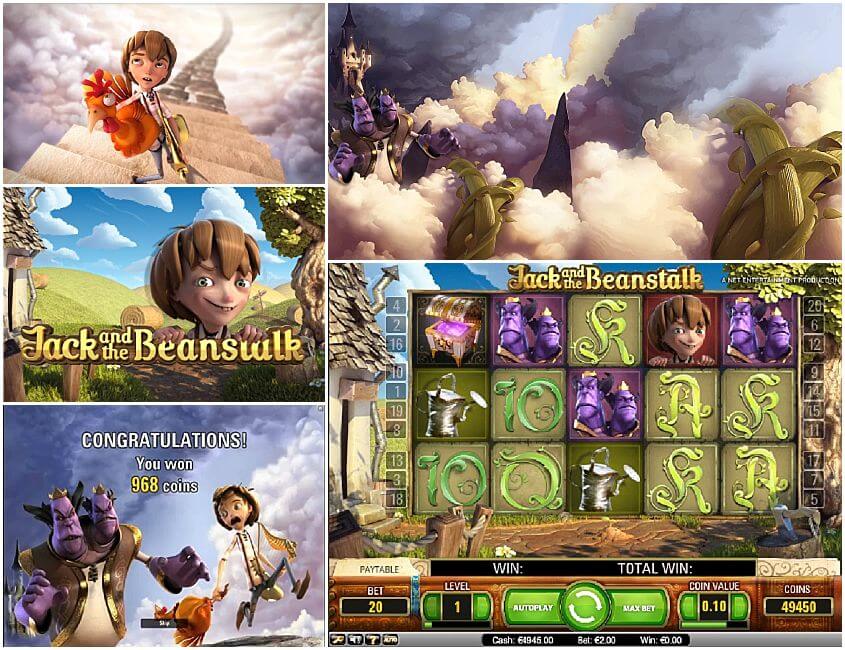 Jack and the Beanstalk
CONGRATULATIONS!
You won
968 coins
Skip
Jack and the Beanstalk
A NET ENTERTAINMENT PRODUCTION
4
2
16
10
1
19
8
13
3
18
20
6
12
9
14
15
11
17
7
5
K
10 A K
10 Q K A
PAYTABLE WIN: TOTAL WIN:
BET LEVEL COIN VALUE COINS
20 1 AUTOPLAY MAX BET 0.10 49450
? AUTO Cash: €4945.00 Bet: €2.00 Win: €0.00